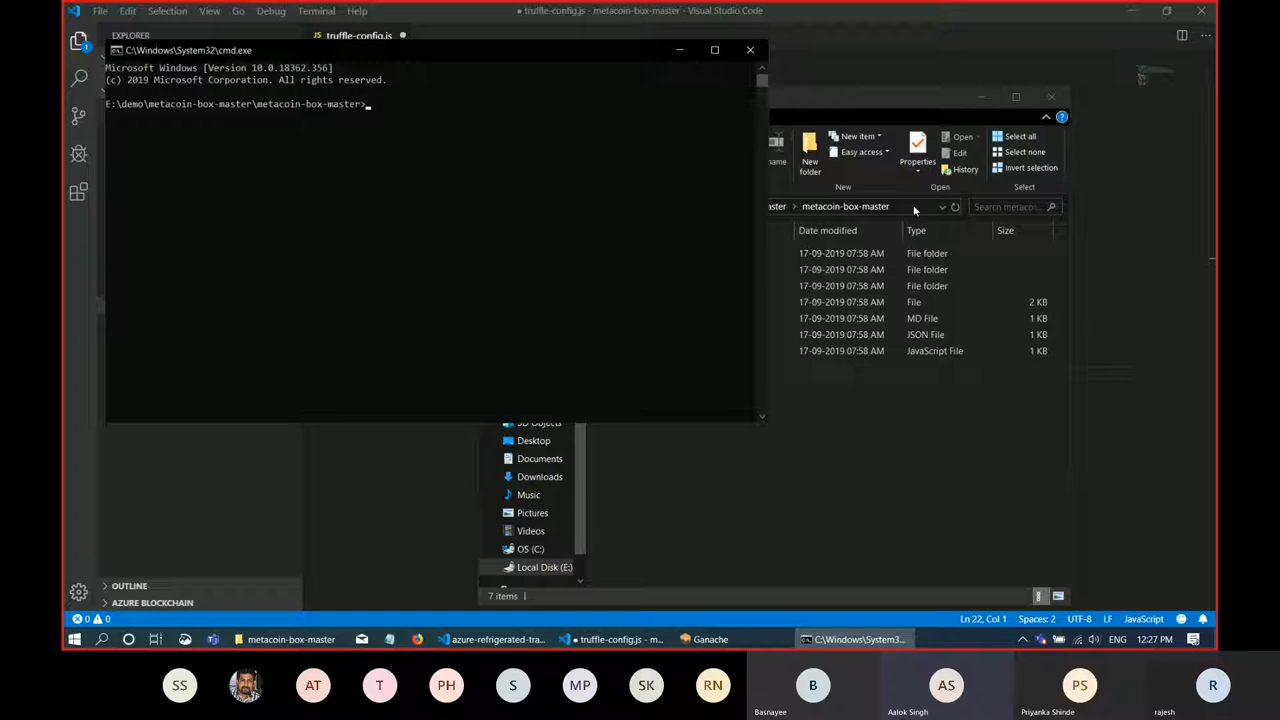 File Edit Selection View Go Debug Terminal Help
● truffle-config.js - metacoin-box-master - Visual Studio Code
EXPLORER
JS truffle-config.js ●
1
C:\Windows\System32\cmd.exe
Microsoft Windows [Version 10.0.18362.356]
(c) 2019 Microsoft Corporation. All rights reserved.
E:\demo\metacoin-box-master\metacoin-box-master>_
New folder
New item
Easy access
New
Properties
Open
Edit
History
Open
Select all
Select none
Invert selection
Select
metacoin-box-master
Date modified Type Size
17-09-2019 07:58 AM File folder
17-09-2019 07:58 AM File folder
17-09-2019 07:58 AM File folder
17-09-2019 07:58 AM File 2 KB
17-09-2019 07:58 AM MD File 1 KB
17-09-2019 07:58 AM JSON File 1 KB
17-09-2019 07:58 AM JavaScript File 1 KB
3D Objects
Desktop
Documents
Downloads
Music
Pictures
Videos
OS (C:)
Local Disk (E:)
7 items
OUTLINE
AZURE BLOCKCHAIN
0 0
Ln 22, Col 1 Spaces: 2 UTF-8 LF JavaScript
metacoin-box-master
azure-refrigerated-tra...
● truffle-config.js - m...
Ganache
C:\Windows\System3...
ENG 12:27 PM
SS AT T PH S MP SK RN B AS PS R
Basnayee Aalok Singh Priyanka Shinde rajesh